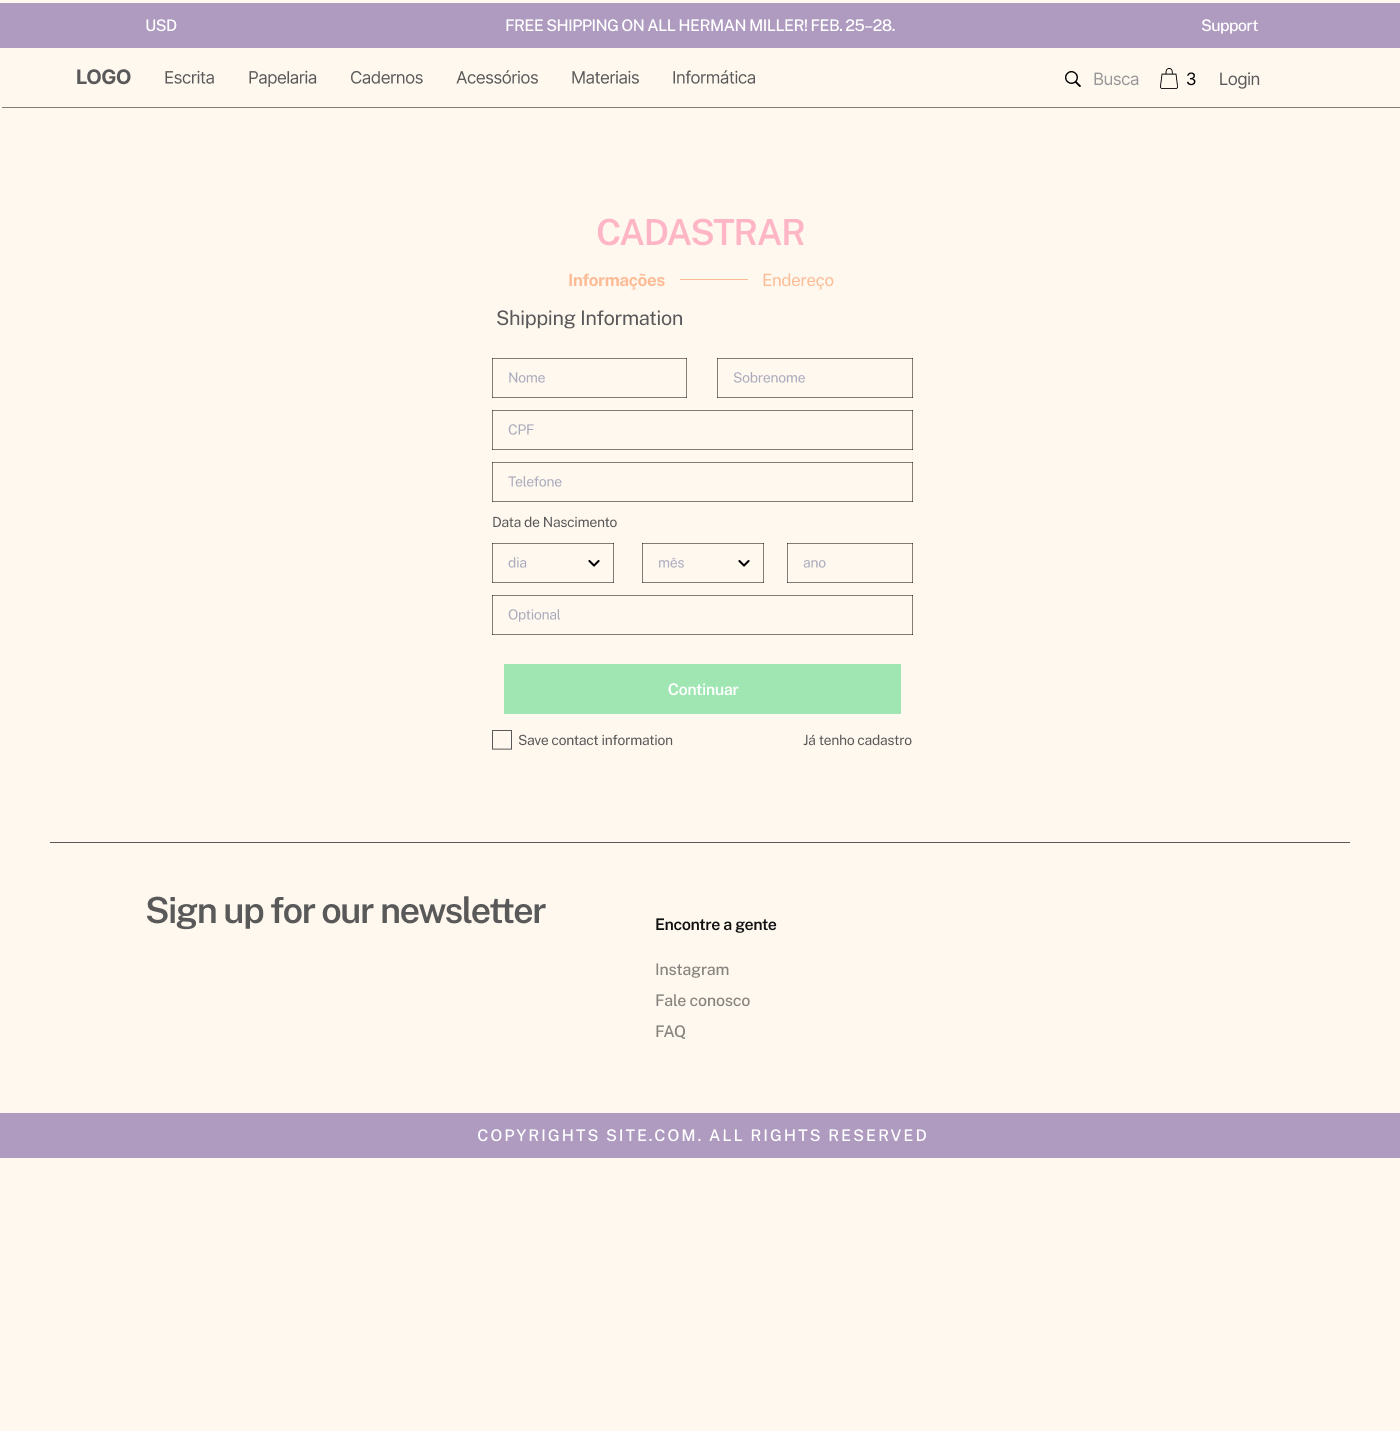 USD FREE SHIPPING ON ALL HERMAN MILLER! FEB. 25–28. Support
LOGO Escrita Papelaria Cadernos Acessórios Materiais Informática Busca 3 Login
CADASTRAR
Informações Endereço
Shipping Information
Nome Sobrenome
CPF
Telefone
Data de Nascimento
dia mês ano
Optional
Continuar
Save contact information Já tenho cadastro
Sign up for our newsletter
Encontre a gente
Instagram
Fale conosco
FAQ
COPYRIGHTS SITE.COM. ALL RIGHTS RESERVED